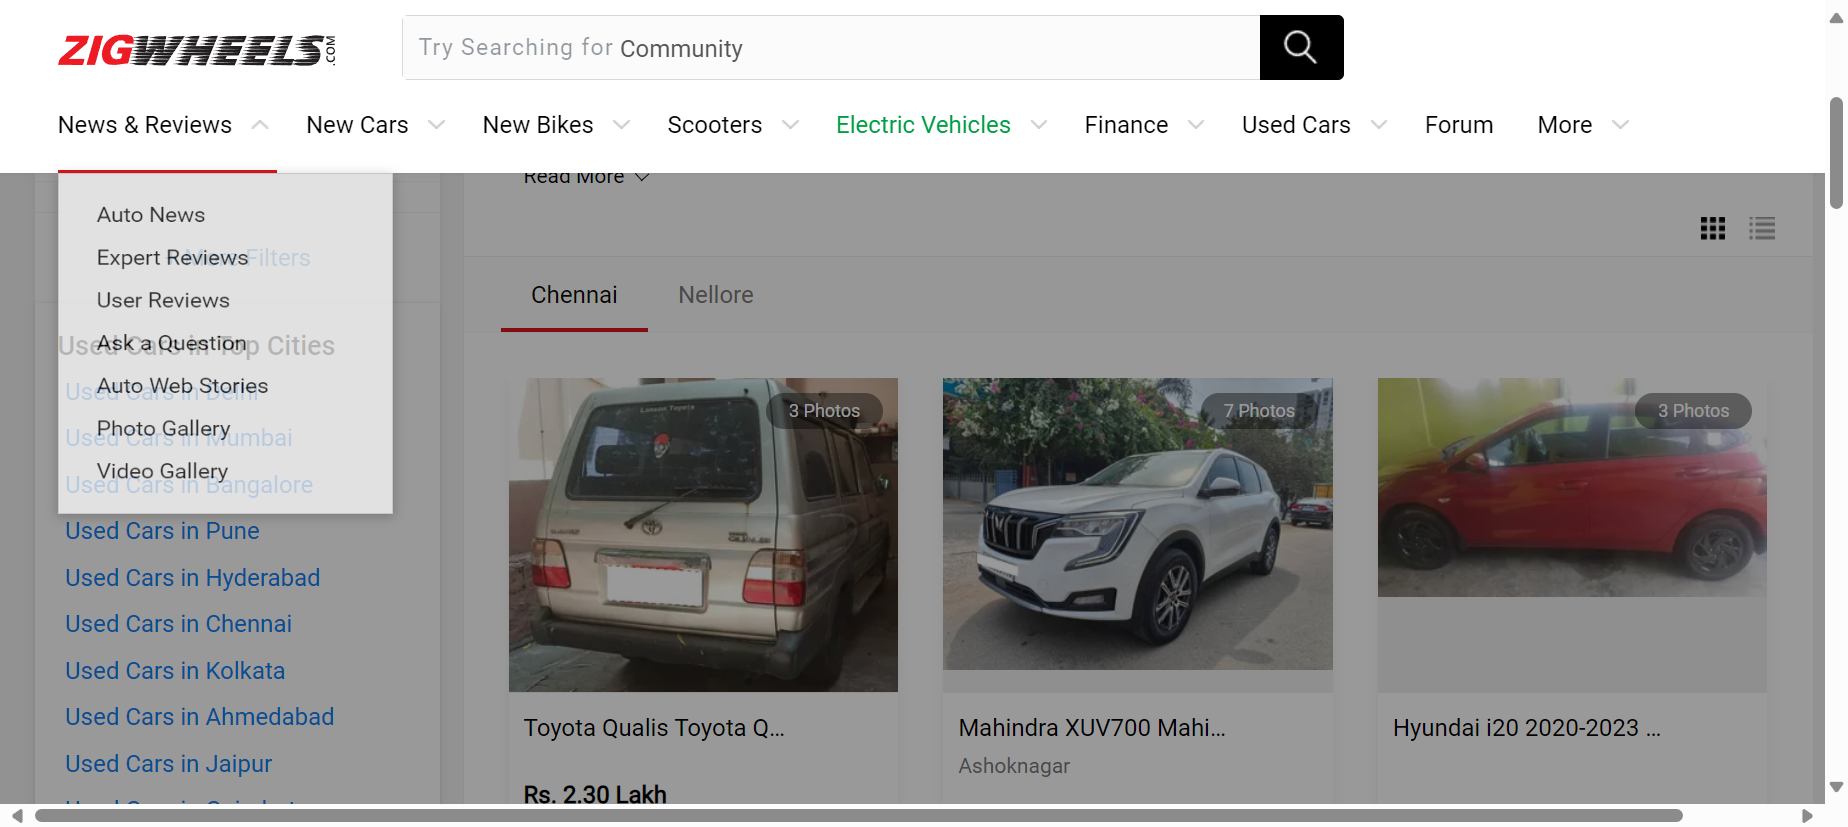 ZIGWHEELS.COM
Try Searching for Community
News & Reviews
New Cars
New Bikes
Scooters
Electric Vehicles
Finance
Used Cars
Forum
More
Read More
Auto News
Expert Reviews
More Filters
User Reviews
Used Cars in Top Cities
Ask a Question
Auto Web Stories
Used Cars in Delhi
Photo Gallery
Used Cars in Mumbai
Video Gallery
Used Cars in Bangalore
Used Cars in Pune
Used Cars in Hyderabad
Used Cars in Chennai
Used Cars in Kolkata
Used Cars in Ahmedabad
Used Cars in Jaipur
Chennai
Nellore
3 Photos
Lanson Toyota
7 Photos
3 Photos
Toyota Qualis Toyota Q...
Rs. 2.30 Lakh
Mahindra XUV700 Mahi...
Ashoknagar
Hyundai i20 2020-2023 ...